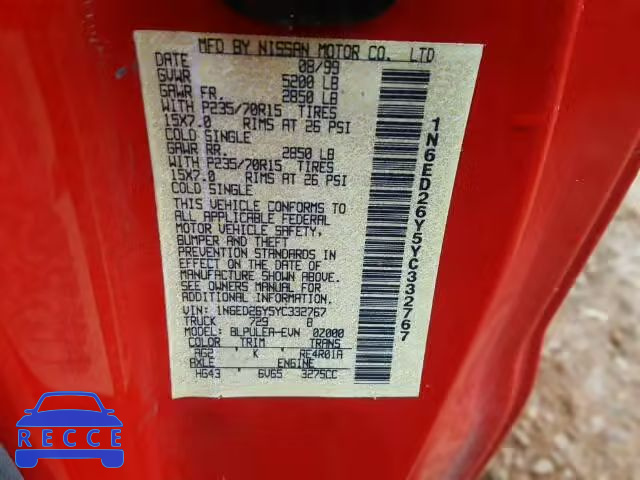 MFD BY NISSAN MOTOR CO. LTD
DATE 08/99
GVWR 5200 LB
GAWR FR. 2850 LB
WITH P235/70R15 TIRES
15X7.0 RIMS AT 26 PSI
COLD SINGLE
GAWR RR. 2850 LB
WITH P235/70R15 TIRES
15X7.0 RIMS AT 26 PSI
COLD SINGLE
THIS VEHICLE CONFORMS TO
ALL APPLICABLE FEDERAL
MOTOR VEHICLE SAFETY,
BUMPER AND THEFT
PREVENTION STANDARDS IN
EFFECT ON THE DATE OF
MANUFACTURE SHOWN ABOVE.
SEE OWNERS MANUAL FOR
ADDITIONAL INFORMATION
VIN: 1N6ED26Y5YC332767
TRUCK 729 B
MODEL BLPULEA-EVN 0Z000
COLOR TRIM TRANS
AG2 K RE4R01A
AXLE ENGINE
HG43 6V65 3275CC
1N6ED26Y5YC332767
RECCE